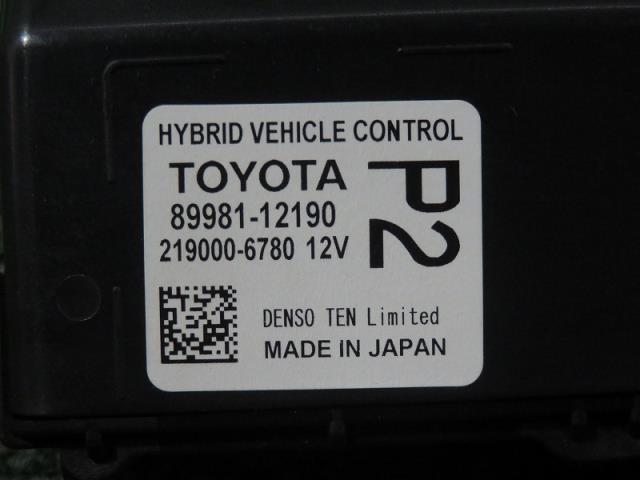 HYBRID VEHICLE CONTROL
TOYOTA
89981-12190
219000-6780 12V
P2
DENSO TEN Limited
MADE IN JAPAN